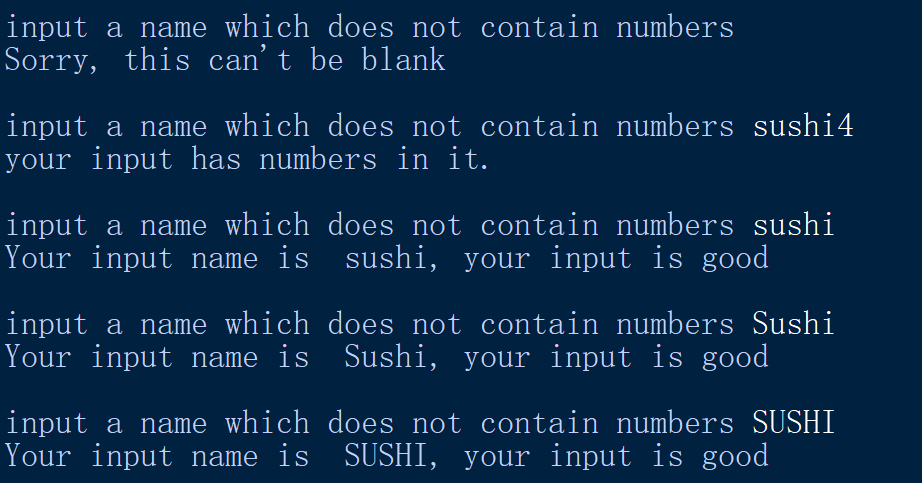 input a name which does not contain numbers
Sorry, this can't be blank
input a name which does not contain numbers sushi4
your input has numbers in it.
input a name which does not contain numbers sushi
Your input name is  sushi, your input is good
input a name which does not contain numbers Sushi
Your input name is  Sushi, your input is good
input a name which does not contain numbers SUSHI
Your input name is  SUSHI, your input is good